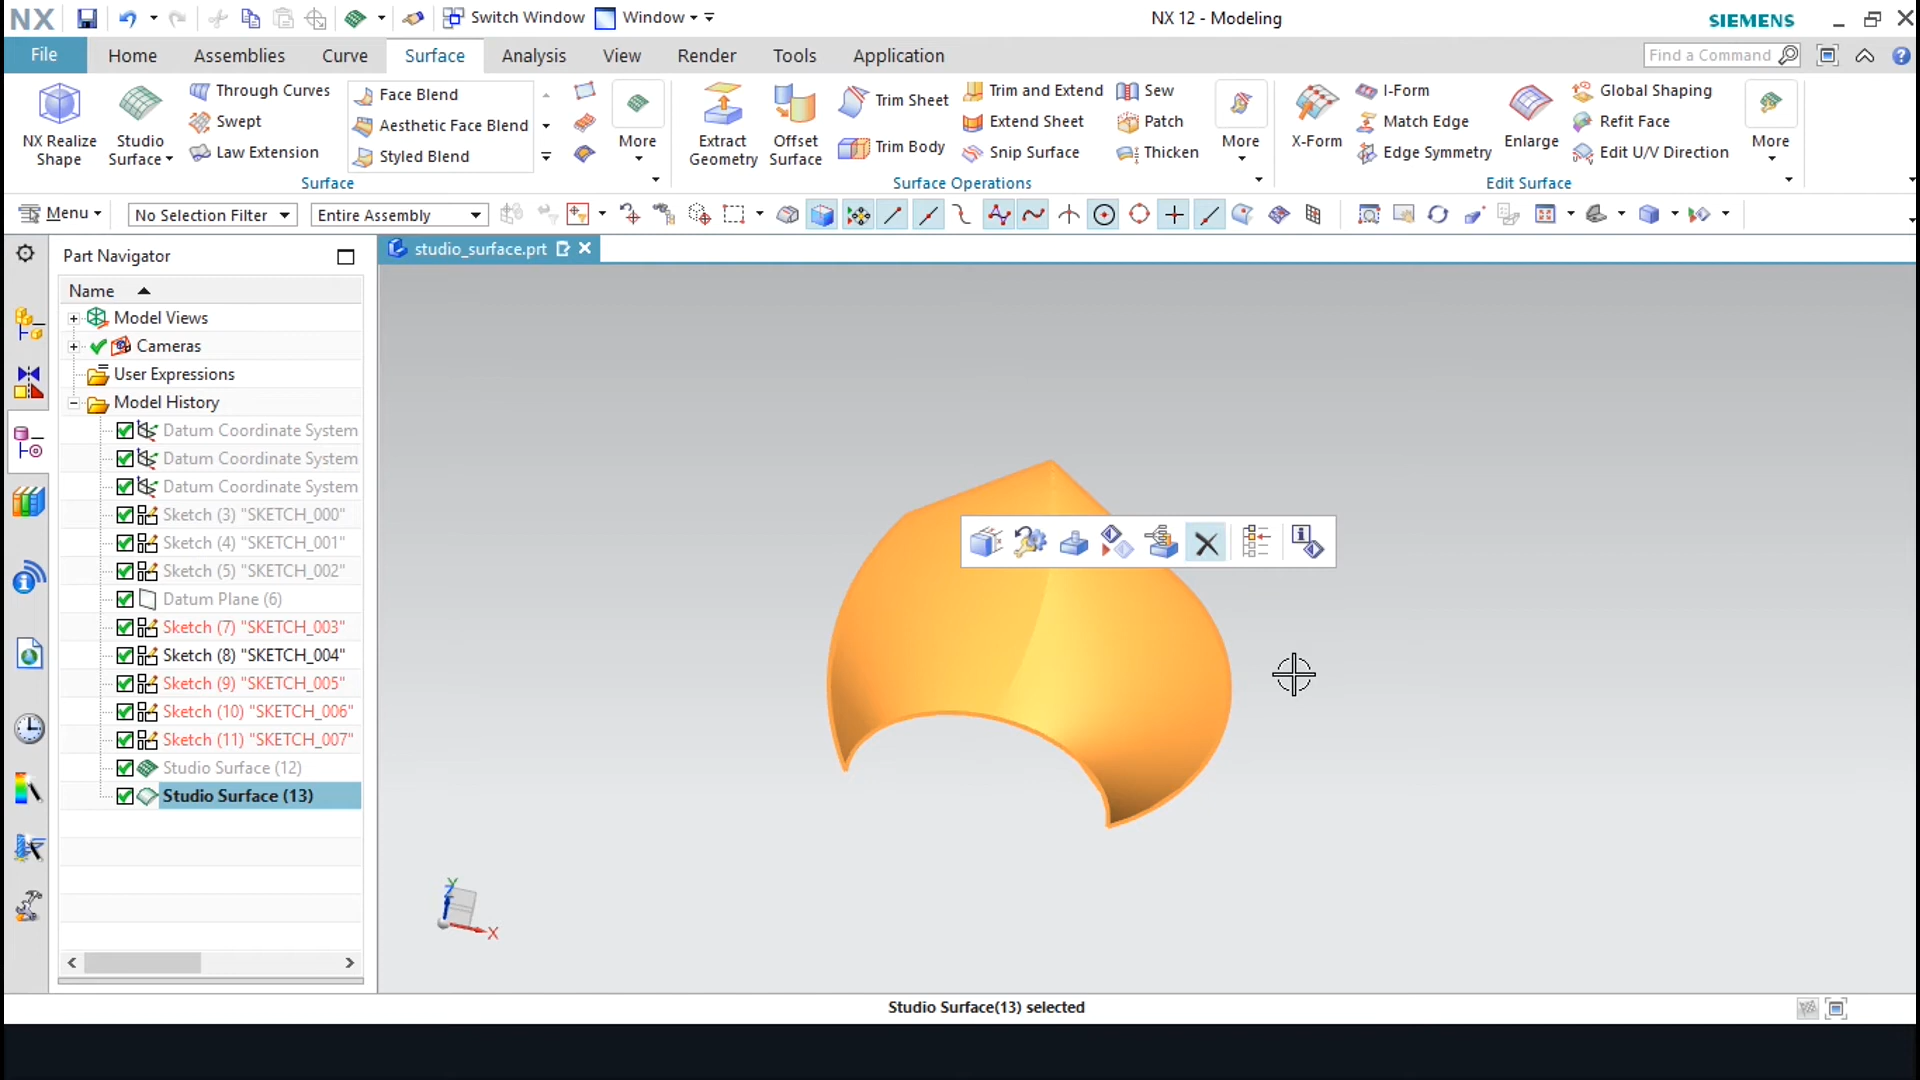 NX
Switch Window
Window
NX 12 - Modeling
SIEMENS
File
Home
Assemblies
Curve
Surface
Analysis
View
Render
Tools
Application
Find a Command
NX Realize Shape
Studio Surface
Through Curves
Swept
Law Extension
Face Blend
Aesthetic Face Blend
Styled Blend
More
Surface
Extract Geometry
Offset Surface
Trim Sheet
Trim Body
Trim and Extend
Extend Sheet
Snip Surface
Sew
Patch
Thicken
More
Surface Operations
X-Form
I-Form
Match Edge
Edge Symmetry
Enlarge
Global Shaping
Refit Face
Edit U/V Direction
More
Edit Surface
Menu
No Selection Filter
Entire Assembly
Part Navigator
studio_surface.prt
Name
Model Views
Cameras
User Expressions
Model History
Datum Coordinate System
Datum Coordinate System
Datum Coordinate System
Sketch (3) "SKETCH_000"
Sketch (4) "SKETCH_001"
Sketch (5) "SKETCH_002"
Datum Plane (6)
Sketch (7) "SKETCH_003"
Sketch (8) "SKETCH_004"
Sketch (9) "SKETCH_005"
Sketch (10) "SKETCH_006"
Sketch (11) "SKETCH_007"
Studio Surface (12)
Studio Surface (13)
Y
Z
X
Studio Surface(13) selected